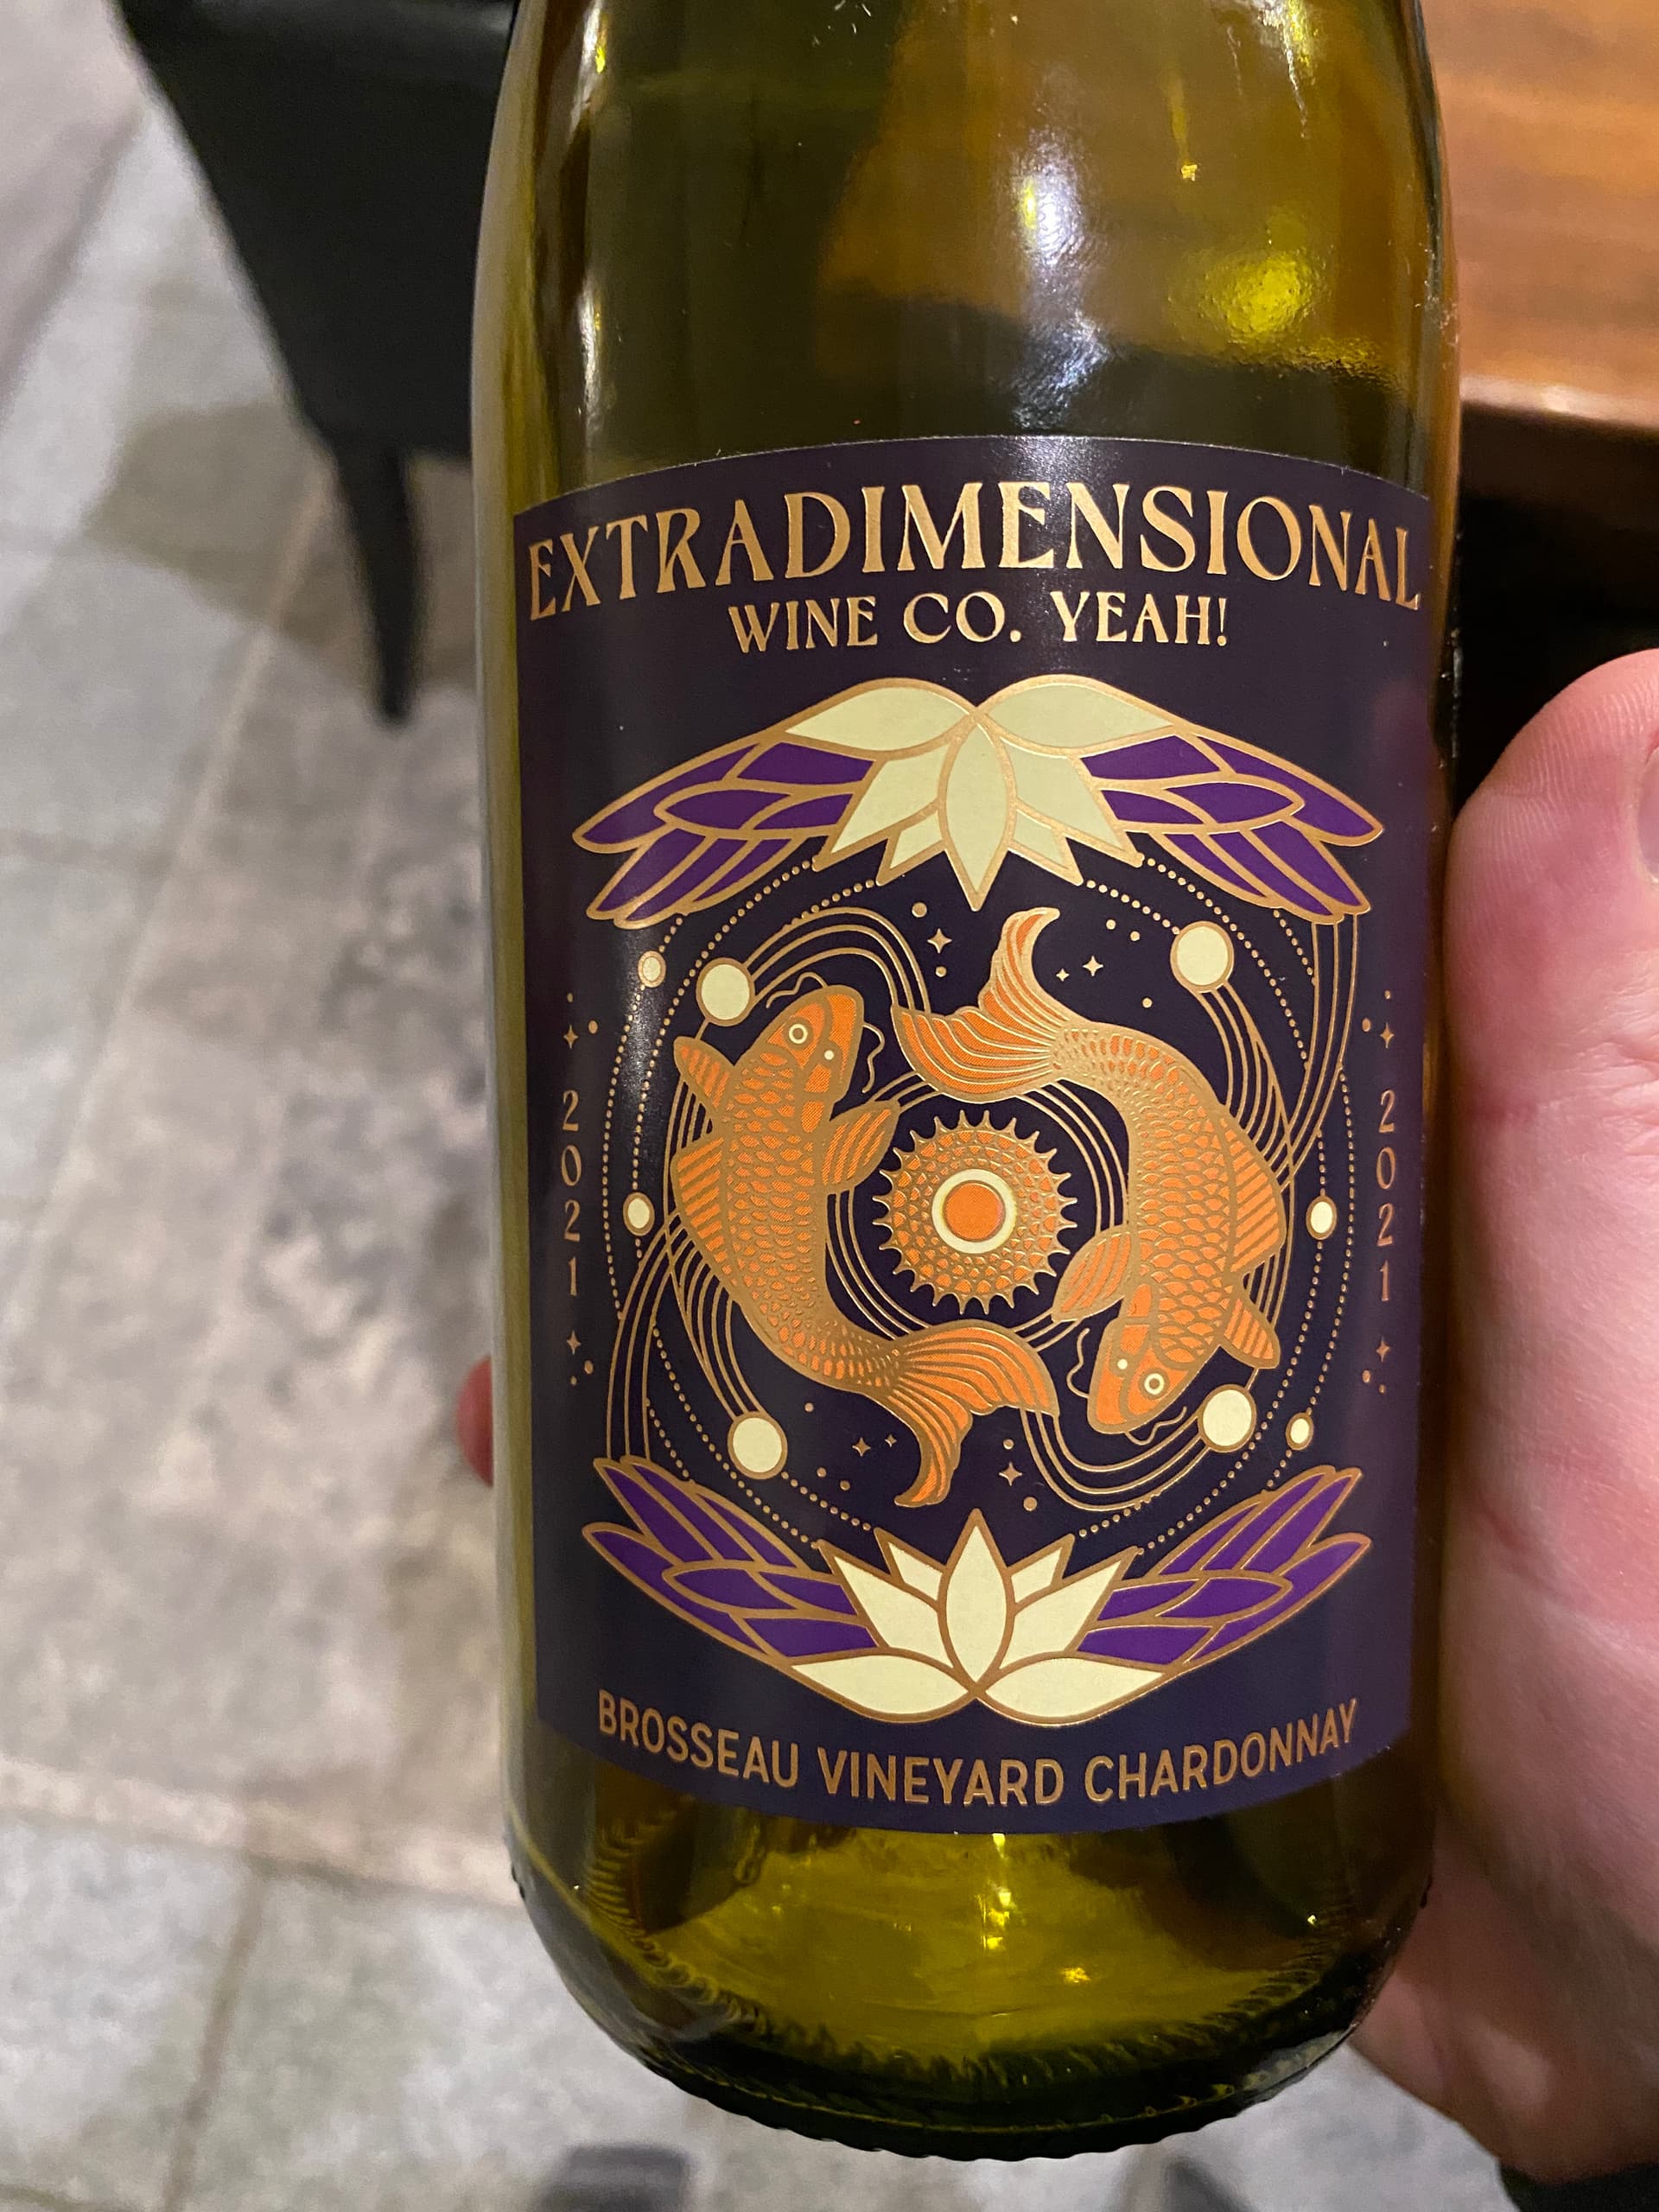 EXTRADIMENSIONAL
WINE CO. YEAH!
2021
2021
BROSSEAU VINEYARD CHARDONNAY